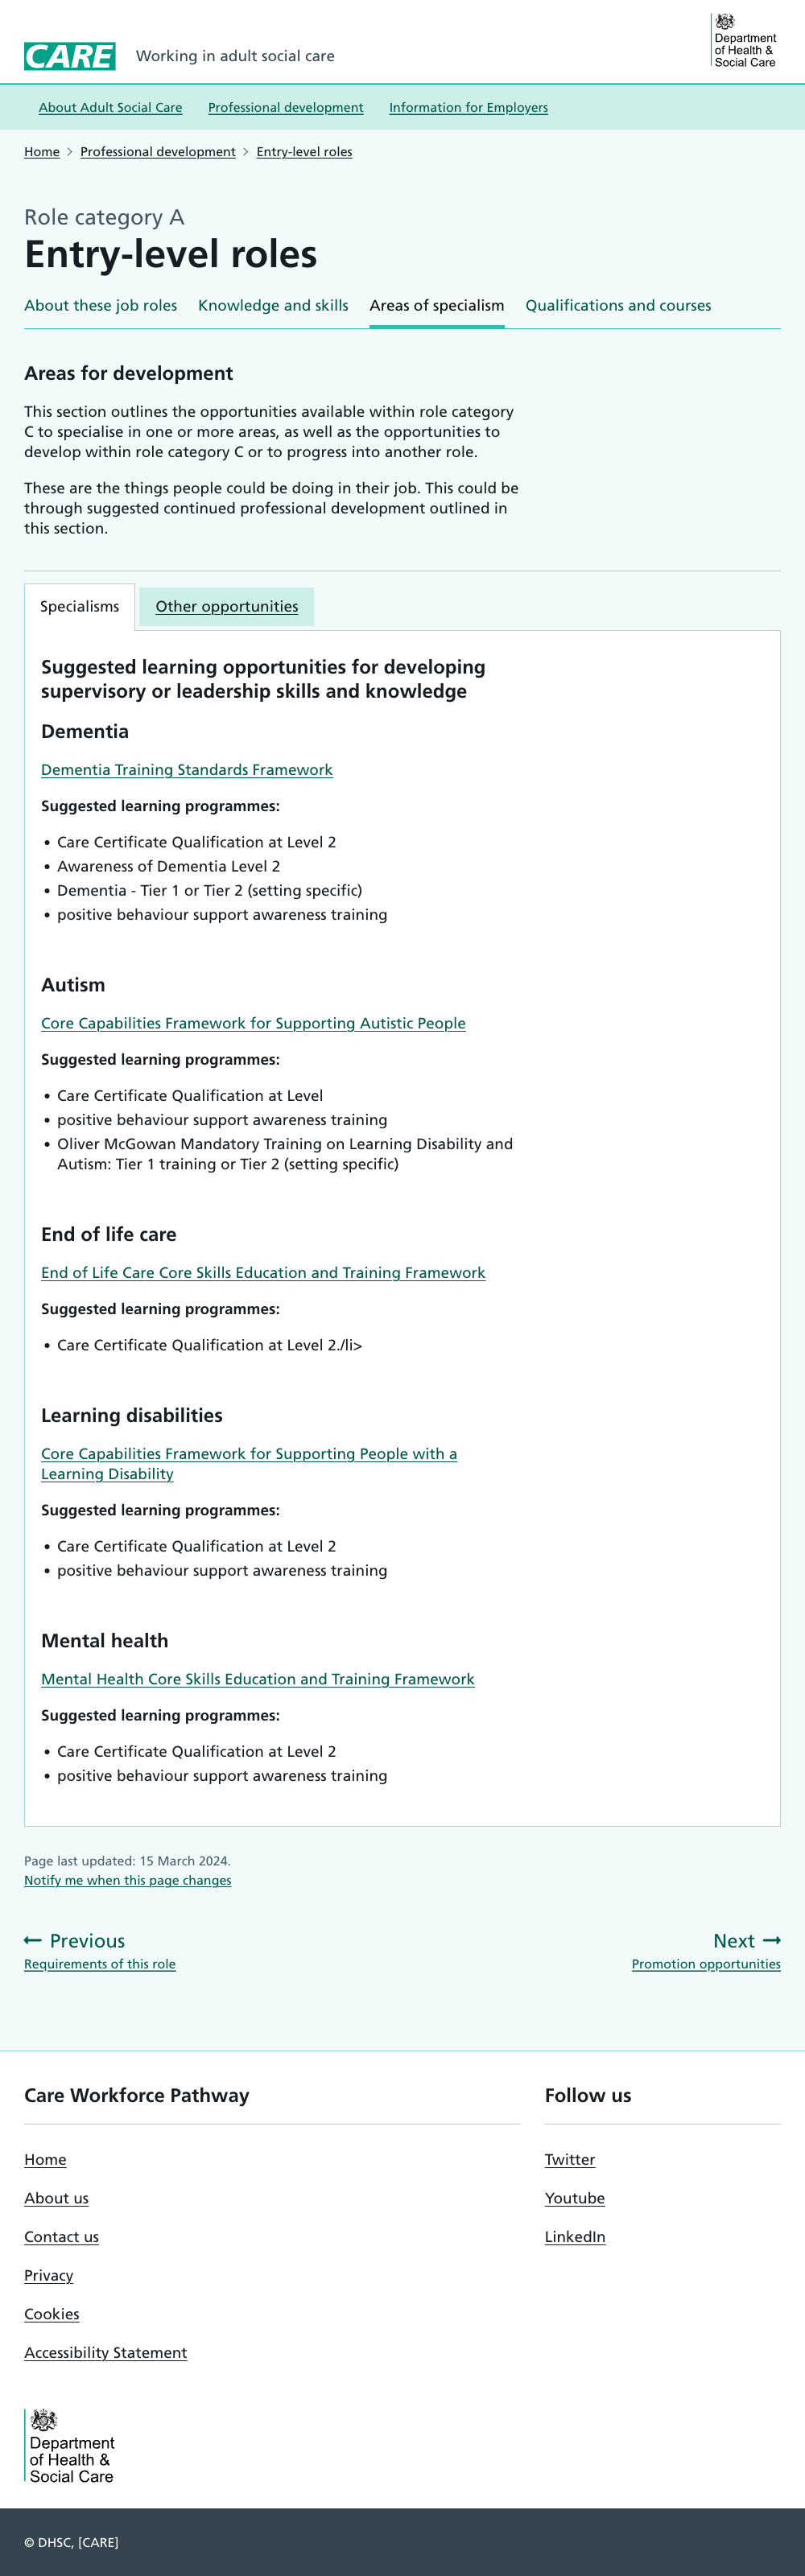 CARE
Working in adult social care
Department
of Health &
Social Care
About Adult Social Care
Professional development
Information for Employers
Home
Professional development
Entry-level roles
Role category A
Entry-level roles
About these job roles
Knowledge and skills
Areas of specialism
Qualifications and courses
Areas for development
This section outlines the opportunities available within role category
C to specialise in one or more areas, as well as the opportunities to
develop within role category C or to progress into another role.
These are the things people could be doing in their job. This could be
through suggested continued professional development outlined in
this section.
Specialisms
Other opportunities
Suggested learning opportunities for developing
supervisory or leadership skills and knowledge
Dementia
Dementia Training Standards Framework
Suggested learning programmes:
• Care Certificate Qualification at Level 2
• Awareness of Dementia Level 2
• Dementia - Tier 1 or Tier 2 (setting specific)
• positive behaviour support awareness training
Autism
Core Capabilities Framework for Supporting Autistic People
Suggested learning programmes:
• Care Certificate Qualification at Level
• positive behaviour support awareness training
• Oliver McGowan Mandatory Training on Learning Disability and
Autism: Tier 1 training or Tier 2 (setting specific)
End of life care
End of Life Care Core Skills Education and Training Framework
Suggested learning programmes:
• Care Certificate Qualification at Level 2./li>
Learning disabilities
Core Capabilities Framework for Supporting People with a
Learning Disability
Suggested learning programmes:
• Care Certificate Qualification at Level 2
• positive behaviour support awareness training
Mental health
Mental Health Core Skills Education and Training Framework
Suggested learning programmes:
• Care Certificate Qualification at Level 2
• positive behaviour support awareness training
Page last updated: 15 March 2024.
Notify me when this page changes
Previous
Requirements of this role
Next
Promotion opportunities
Care Workforce Pathway
Home
About us
Contact us
Privacy
Cookies
Accessibility Statement
Follow us
Twitter
Youtube
LinkedIn
Department
of Health &
Social Care
© DHSC, [CARE]